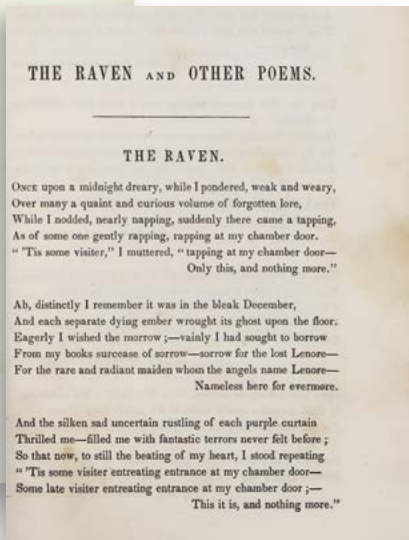 THE RAVEN AND OTHER POEMS.
THE RAVEN.
ONCE upon a midnight dreary, while I pondered, weak and weary,
Over many a quaint and curious volume of forgotten lore,
While I nodded, nearly napping, suddenly there came a tapping,
As of some one gently rapping, rapping at my chamber door.
" 'Tis some visiter," I muttered, " tapping at my chamber door—
Only this, and nothing more."
Ah, distinctly I remember it was in the bleak December,
And each separate dying ember wrought its ghost upon the floor.
Eagerly I wished the morrow ;—vainly I had sought to borrow
From my books surcease of sorrow—sorrow for the lost Lenore—
For the rare and radiant maiden whom the angels name Lenore—
Nameless here for evermore.
And the silken sad uncertain rustling of each purple curtain
Thrilled me—filled me with fantastic terrors never felt before ;
So that now, to still the beating of my heart, I stood repeating
" 'Tis some visiter entreating entrance at my chamber door—
Some late visiter entreating entrance at my chamber door ;—
This it is, and nothing more."